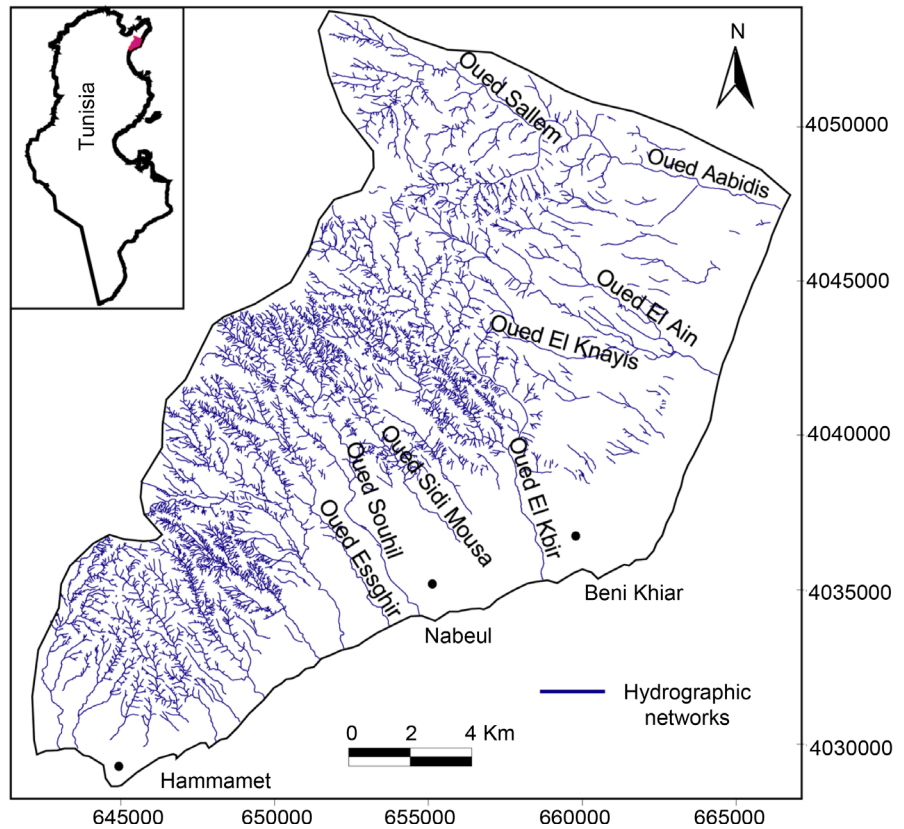 Tunisia
N
Oued Sallem
Oued Aabidis
Oued El Ain
Oued El Knayis
Oued El Kbir
Oued Sidi Mousa
Oued Souhil
Oued Essghir
Beni Khiar
Nabeul
Hammamet
Hydrographic
networks
0 2 4 Km
4050000
4045000
4040000
4035000
4030000
645000 650000 655000 660000 665000